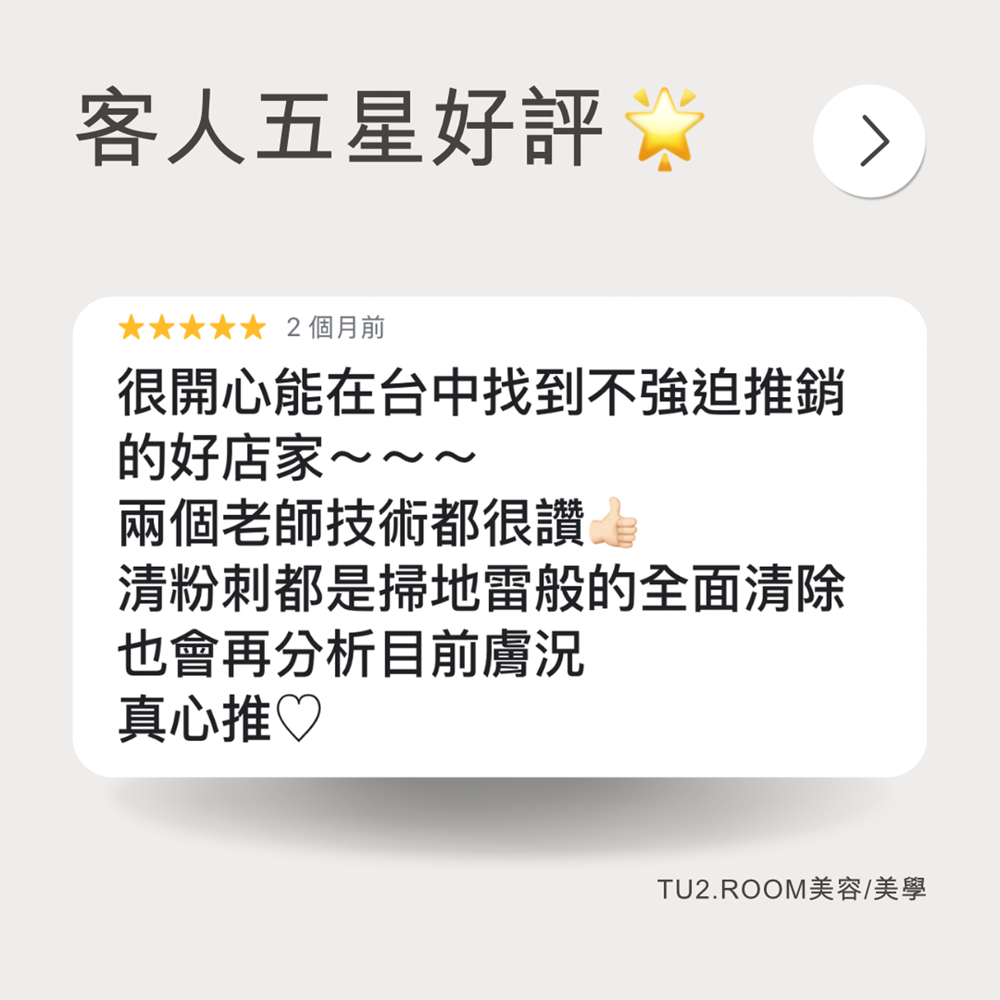 客人五星好評🌟
★★★★★ 2 個月前
很開心能在台中找到不強迫推銷
的好店家～～～
兩個老師技術都很讚👍🏻
清粉刺都是掃地雷般的全面清除
也會再分析目前膚況
真心推♡
TU2.ROOM美容/美學